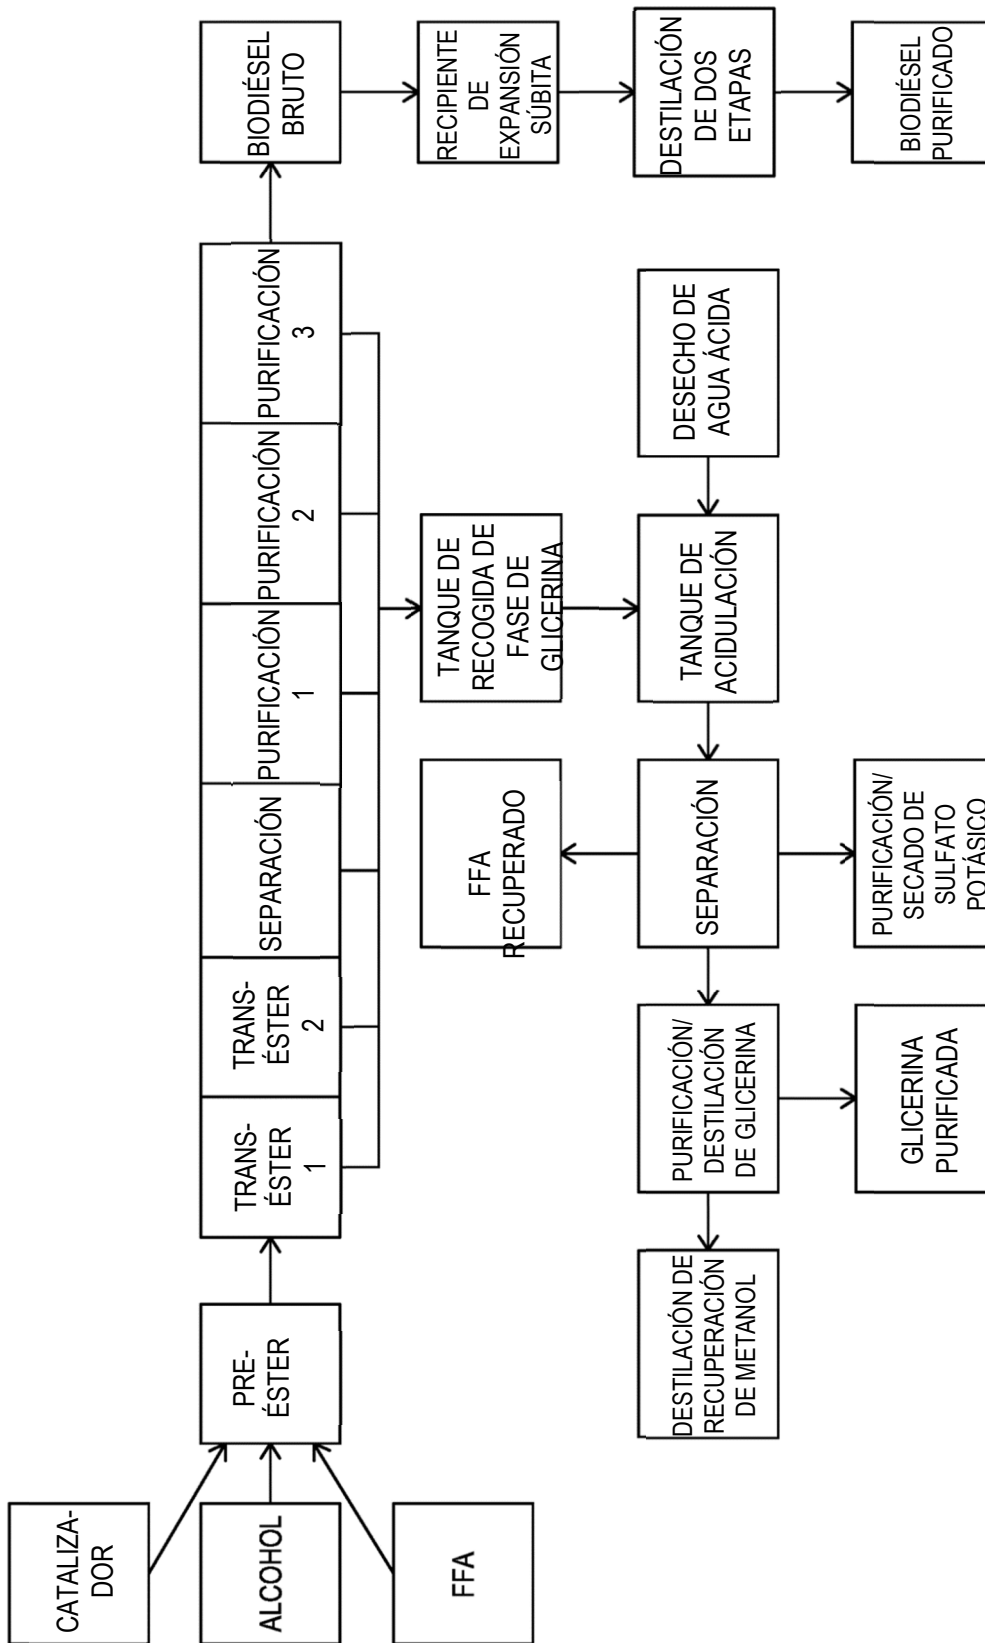 CATALIZA-
DOR
ALCOHOL
FFA
PRE-
ÉSTER
TRANS-
ÉSTER
1
TRANS-
ÉSTER
2
SEPARACIÓN
PURIFICACIÓN
1
PURIFICACIÓN
2
PURIFICACIÓN
3
BIODIÉSEL
BRUTO
RECIPIENTE
DE
EXPANSIÓN
SÚBITA
DESTILACIÓN
DE DOS
ETAPAS
BIODIÉSEL
PURIFICADO
TANQUE DE
RECOGIDA DE
FASE DE
GLICERINA
DESECHO DE
AGUA ÁCIDA
TANQUE DE
ACIDULACIÓN
SEPARACIÓN
FFA
RECUPERADO
PURIFICACIÓN/
SECADO DE
SULFATO
POTÁSICO
PURIFICACIÓN/
DESTILACIÓN
DE GLICERINA
GLICERINA
PURIFICADA
DESTILACIÓN DE
RECUPERACIÓN
DE METANOL